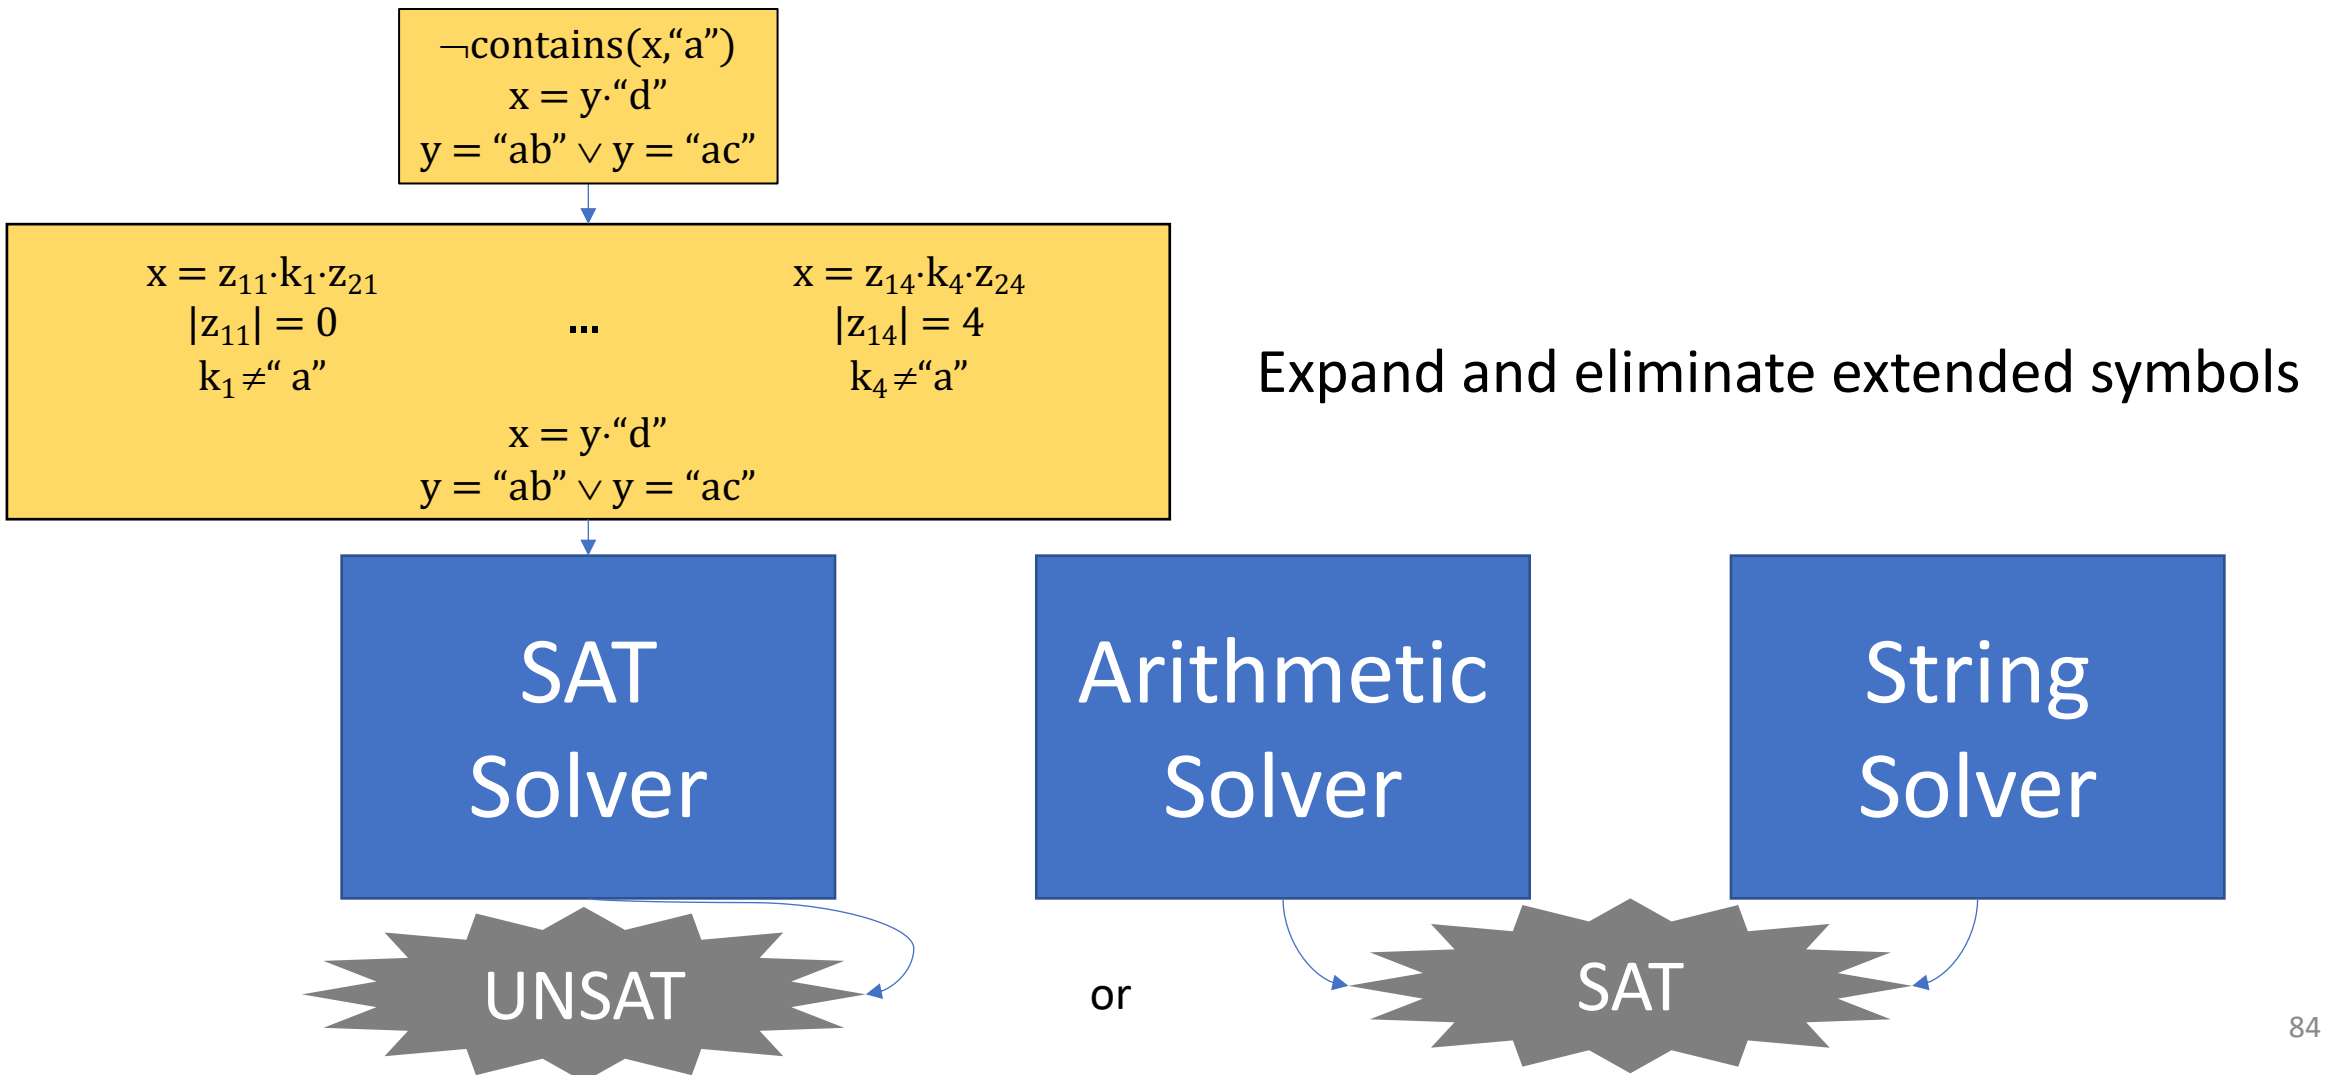 ¬contains(x,“a”)
x = y·“d”
y = “ab” ∨ y = “ac”
x = z₁₁·k₁·z₂₁
|z₁₁| = 0
k₁≠“ a”
...
x = z₁₄·k₄·z₂₄
|z₁₄| = 4
k₄≠“a”
x = y·“d”
y = “ab” ∨ y = “ac”
Expand and eliminate extended symbols
SAT
Solver
Arithmetic
Solver
String
Solver
UNSAT
or
SAT
84